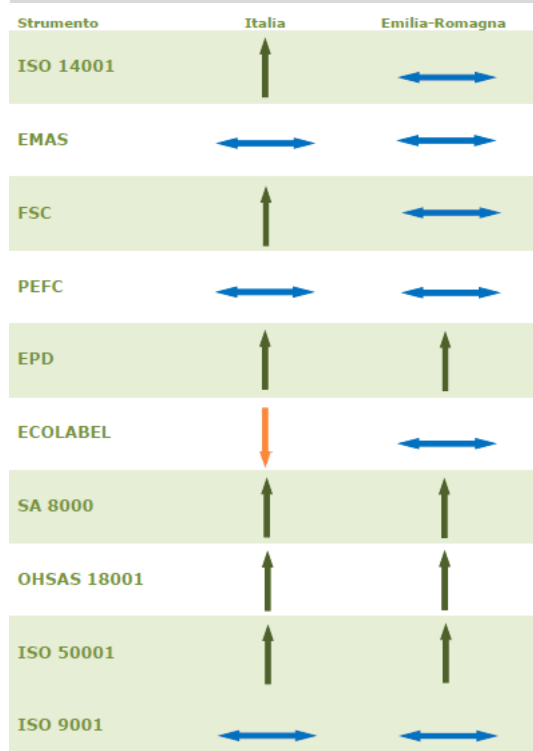 Strumento Italia Emilia-Romagna
ISO 14001
EMAS
FSC
PEFC
EPD
ECOLABEL
SA 8000
OHSAS 18001
ISO 50001
ISO 9001